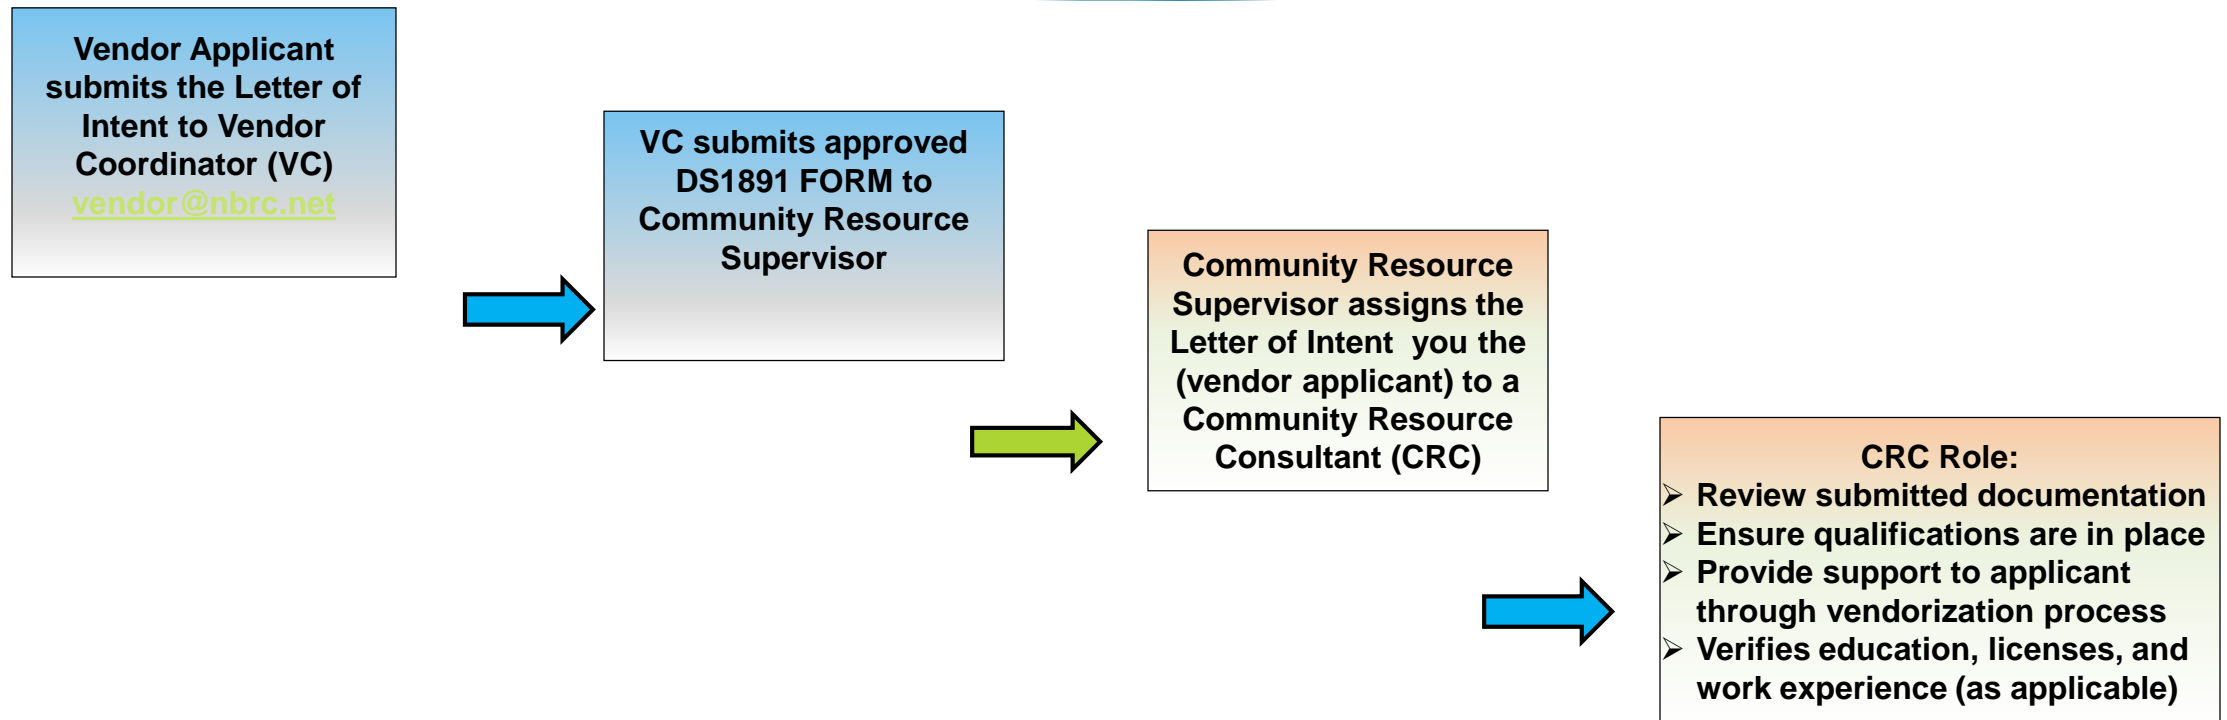 Vendor Applicant
submits the Letter of
Intent to Vendor
Coordinator (VC)
vendor@nbrc.net
VC submits approved
DS1891 FORM to
Community Resource
Supervisor
Community Resource
Supervisor assigns the
Letter of Intent  you the
(vendor applicant) to a
Community Resource
Consultant (CRC)
CRC Role:
➢ Review submitted documentation
➢ Ensure qualifications are in place
➢ Provide support to applicant
through vendorization process
➢ Verifies education, licenses, and
work experience (as applicable)